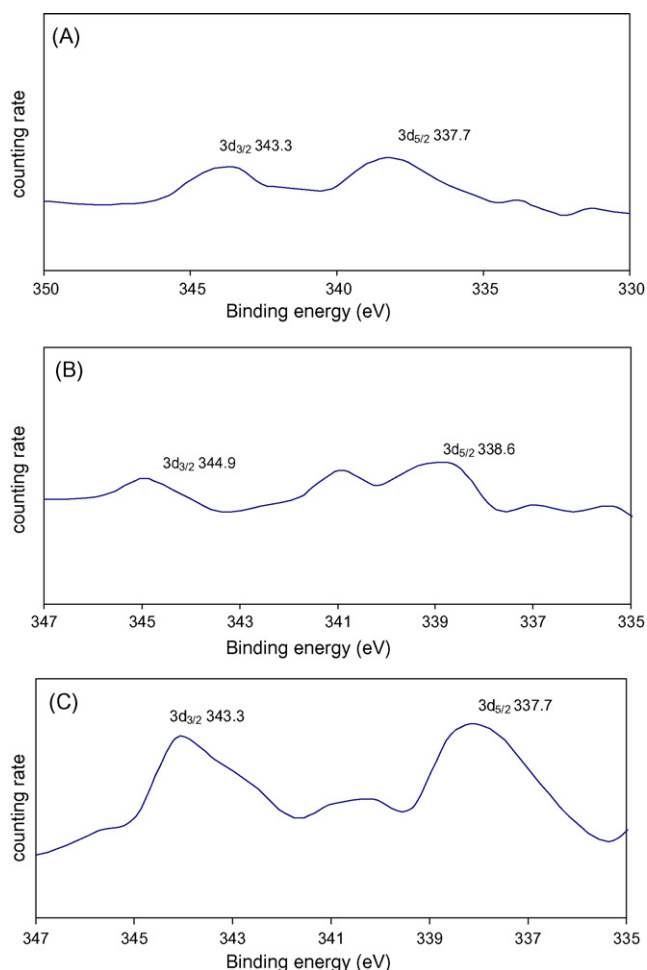 (A)
counting rate
3d3/2 343.3
3d5/2 337.7
350 345 340 335 330
Binding energy (eV)
(B)
counting rate
3d3/2 344.9
3d5/2 338.6
347 345 343 341 339 337 335
Binding energy (eV)
(C)
counting rate
3d3/2 343.3
3d5/2 337.7
347 345 343 341 339 337 335
Binding energy (eV)